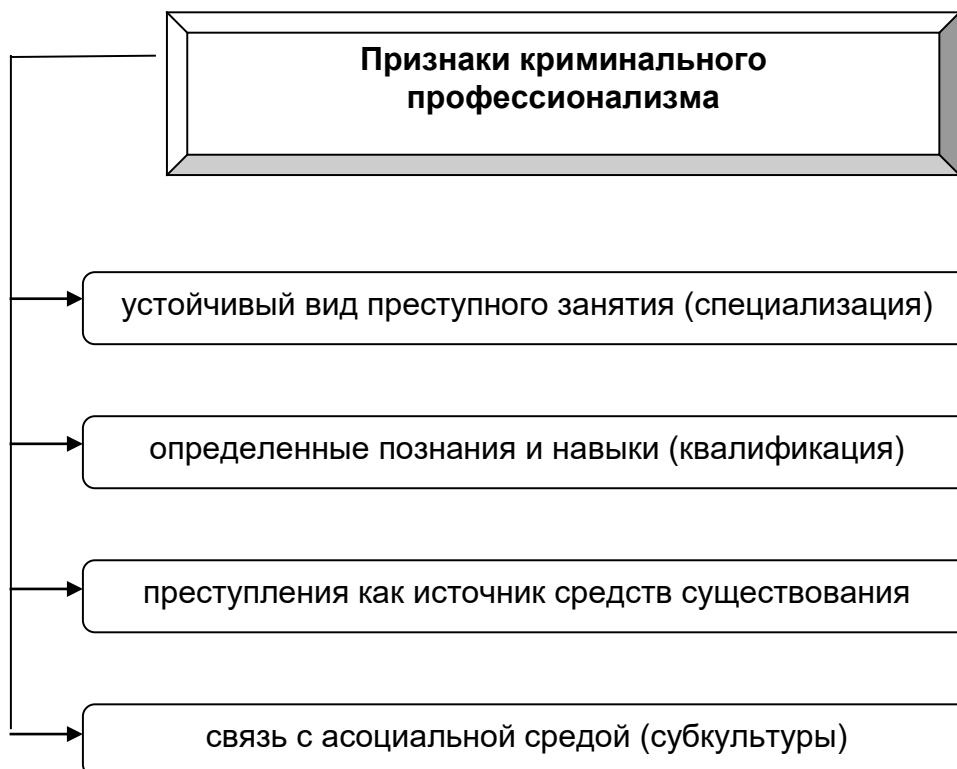 Признаки криминального
профессионализма
устойчивый вид преступного занятия (специализация)
определенные познания и навыки (квалификация)
преступления как источник средств существования
связь с асоциальной средой (субкультуры)